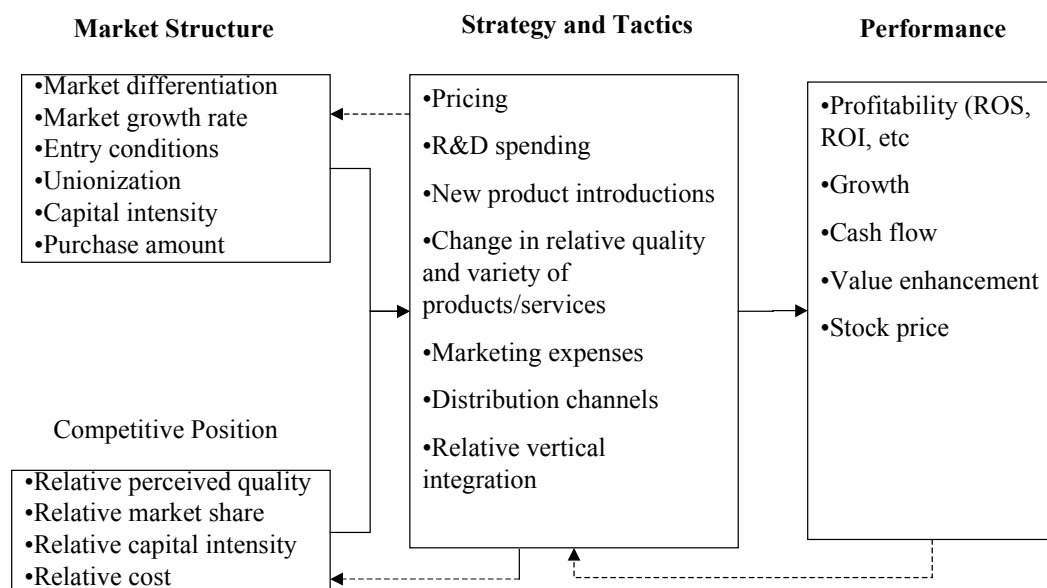 Market Structure
•Market differentiation
•Market growth rate
•Entry conditions
•Unionization
•Capital intensity
•Purchase amount
Competitive Position
•Relative perceived quality
•Relative market share
•Relative capital intensity
•Relative cost
Strategy and Tactics
•Pricing
•R&D spending
•New product introductions
•Change in relative quality
and variety of
products/services
•Marketing expenses
•Distribution channels
•Relative vertical
integration
Performance
•Profitability (ROS,
ROI, etc
•Growth
•Cash flow
•Value enhancement
•Stock price